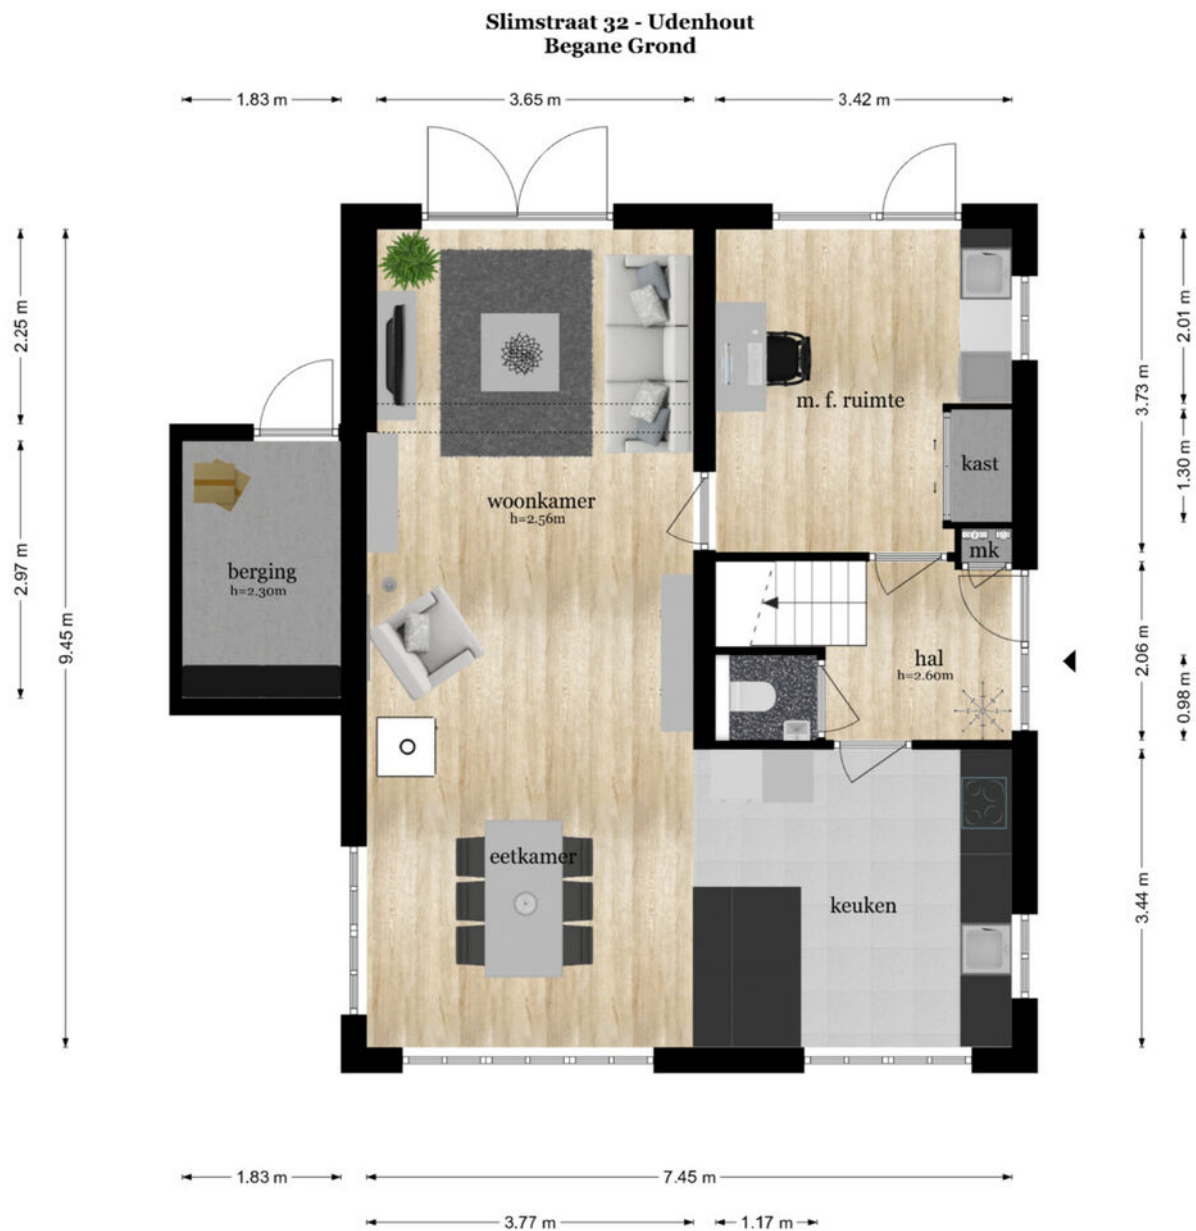 Slimstraat 32 - Udenhout
Begane Grond
1.83 m
3.65 m
3.42 m
2.25 m
9.45 m
2.97 m
3.73 m
2.01 m
1.30 m
2.06 m
0.98 m
3.44 m
m. f. ruimte
kast
woonkamer
h=2.56m
mk
berging
h=2.30m
hal
h=2.60m
eetkamer
keuken
1.83 m
7.45 m
3.77 m
1.17 m